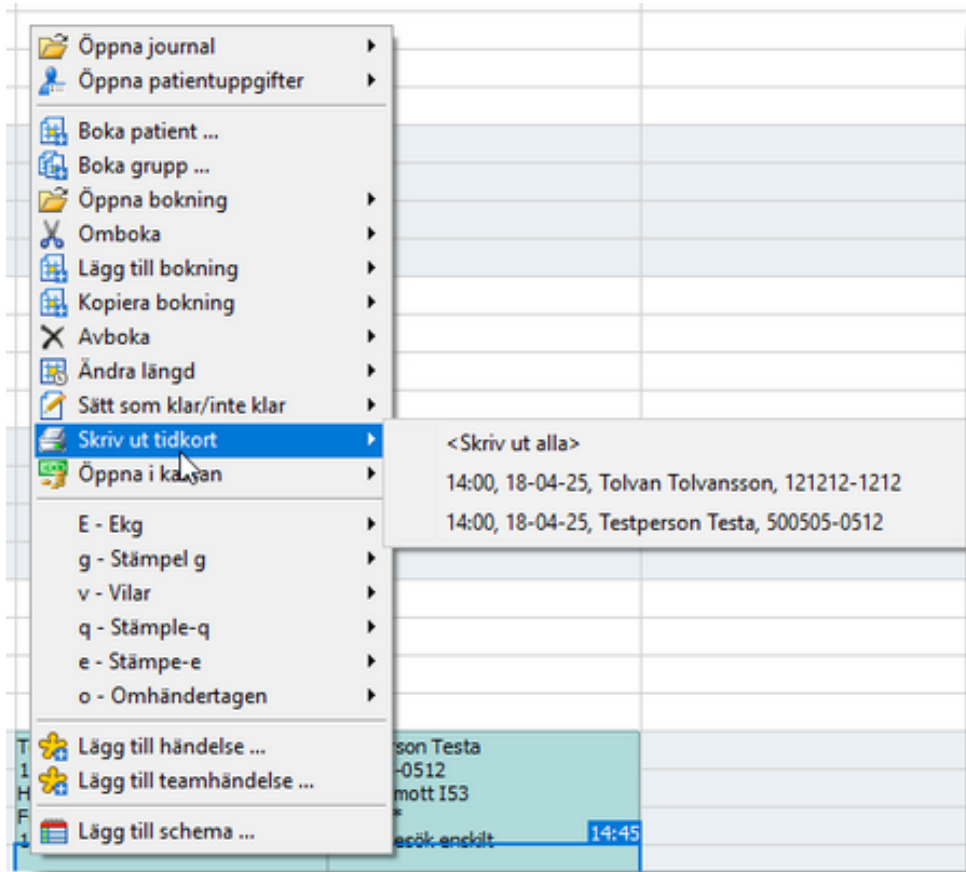 Öppna journal
Öppna patientuppgifter
Boka patient ...
Boka grupp ...
Öppna bokning
Omboka
Lägg till bokning
Kopiera bokning
Avboka
Ändra längd
Sätt som klar/inte klar
Skriv ut tidkort
<Skriv ut alla>
Öppna i kassan
14:00, 18-04-25, Tolvan Tolvansson, 121212-1212
14:00, 18-04-25, Testperson Testa, 500505-0512
E - Ekg
g - Stämpel g
v - Vilar
q - Stämple-q
e - Stämpe-e
o - Omhändertagen
Lägg till händelse ...
Lägg till teamhändelse ...
Lägg till schema ...
T
1
H
F
1
son Testa
-0512
mott I53
*
esök enskilt
14:45